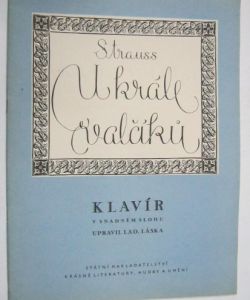 Strauss
U krále
valčíků
KLAVÍR
V SNADNÉM SLOHU
UPRAVIL LAD. LÁSKA
STÁTNÍ NAKLADATELSTVÍ
KRÁSNÉ LITERATURY, HUDBY A UMĚNÍ